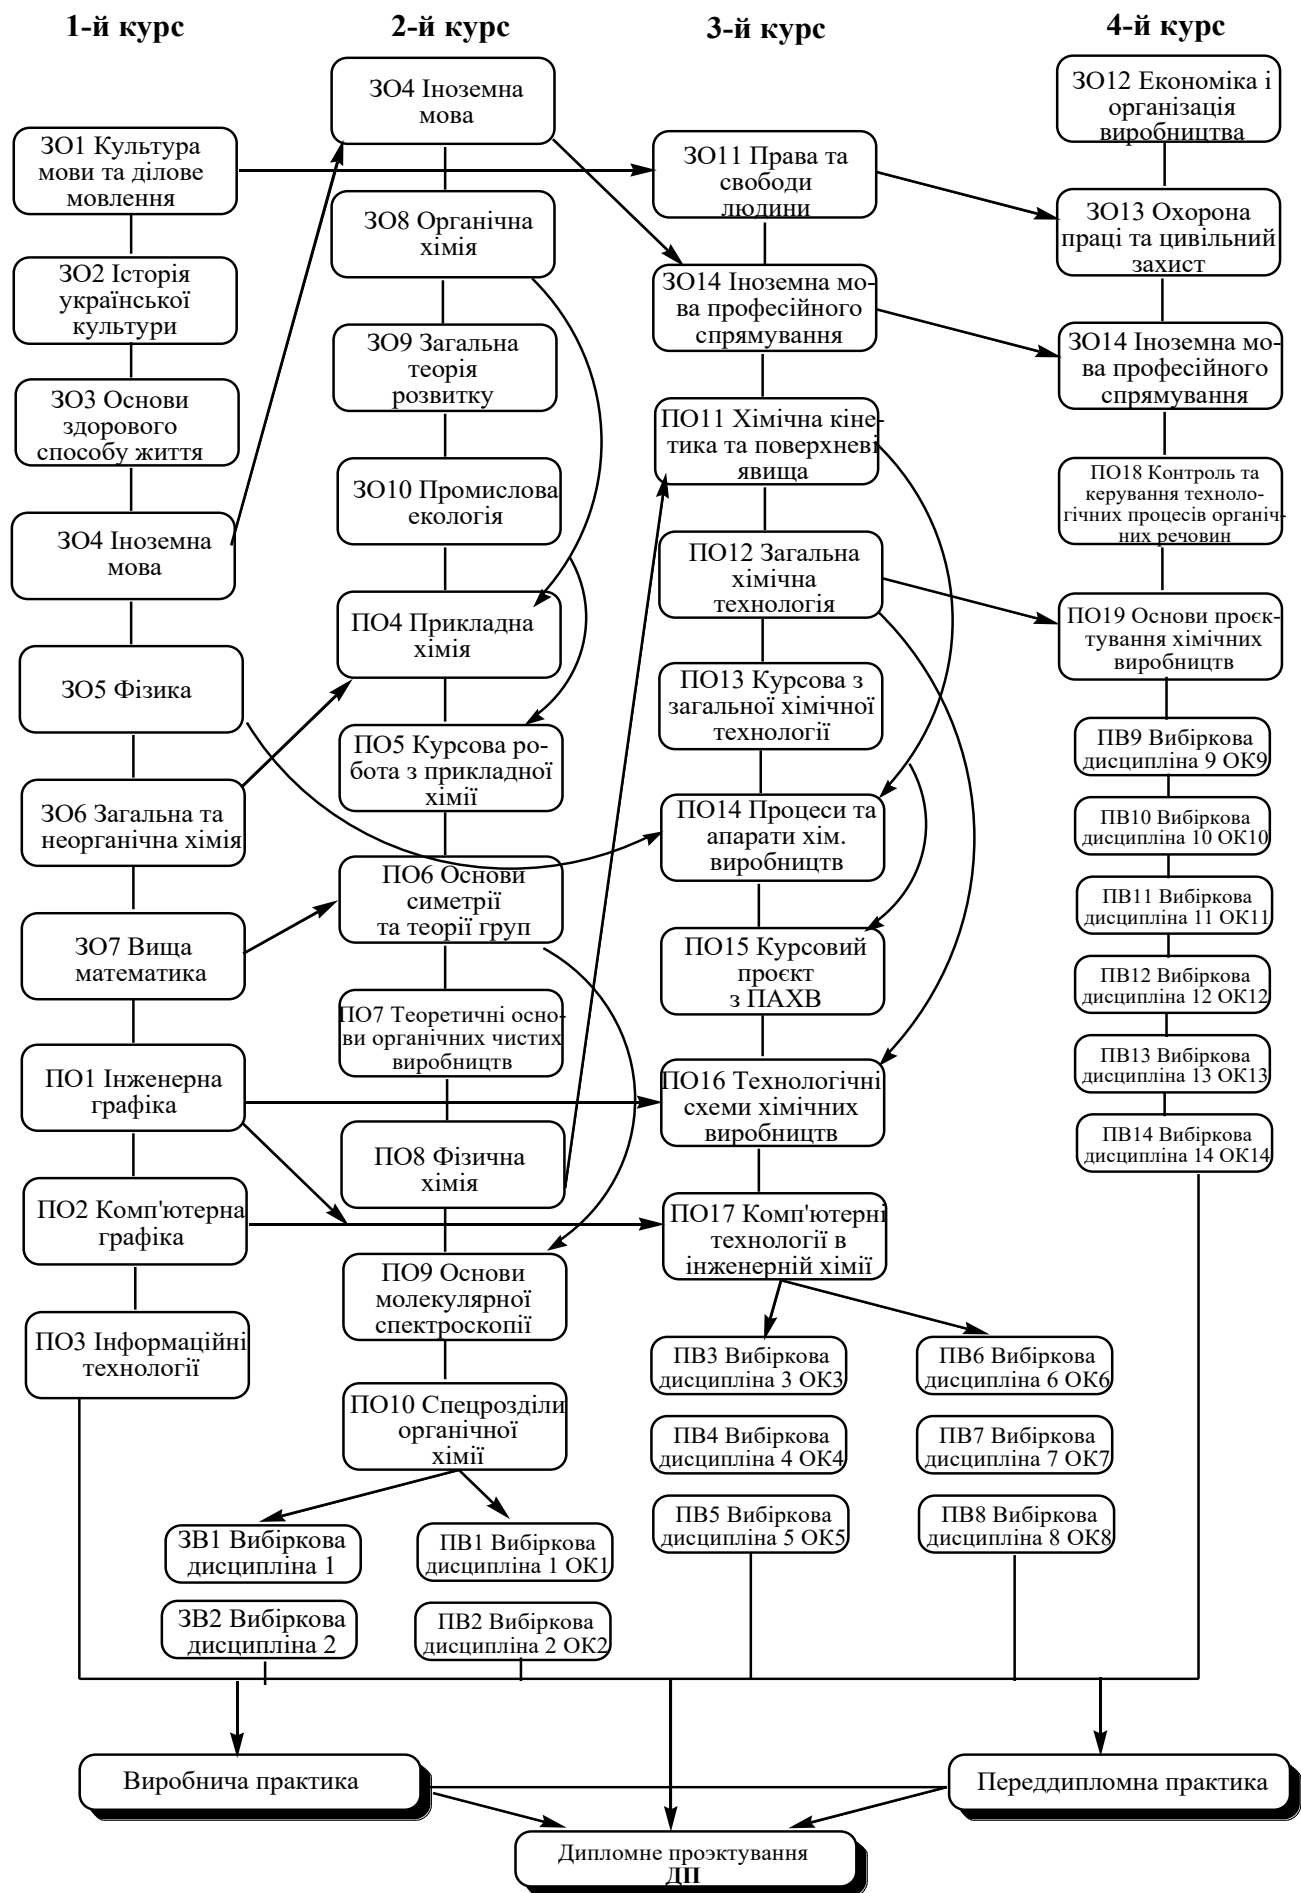 1-й курс
2-й курс
3-й курс
4-й курс
ЗО1 Культура
мови та ділове
мовлення
ЗО2 Історія
української
культури
ЗО3 Основи
здорового
способу життя
ЗО4 Іноземна
мова
ЗО5 Фізика
ЗО6 Загальна та
неорганічна хімія
ЗО7 Вища
математика
ПО1 Інженерна
графіка
ПО2 Комп'ютерна
графіка
ПО3 Інформаційні
технології
ЗО4 Іноземна
мова
ЗО8 Органічна
хімія
ЗО9 Загальна
теорія
розвитку
ЗО10 Промислова
екологія
ПО4 Прикладна
хімія
ПО5 Курсова ро-
бота з прикладної
хімії
ПО6 Основи
симетрії
та теорії груп
ПО7 Теоретичні осно-
ви органічних чистих
виробництв
ПО8 Фізична
хімія
ПО9 Основи
молекулярної
спектроскопії
ПО10 Спецрозділи
органічної
хімії
ЗВ1 Вибіркова
дисципліна 1
ЗВ2 Вибіркова
дисципліна 2
ПВ1 Вибіркова
дисципліна 1 ОК1
ПВ2 Вибіркова
дисципліна 2 ОК2
ЗО11 Права та
свободи
людини
ЗО14 Іноземна мо-
ва професійного
спрямування
ПО11 Хімічна кіне-
тика та поверхневі
явища
ПО12 Загальна
хімічна
технологія
ПО13 Курсова з
загальної хімічної
технології
ПО14 Процеси та
апарати хім.
виробництв
ПО15 Курсовий
проєкт
з ПАХВ
ПО16 Технологічні
схеми хімічних
виробництв
ПО17 Комп'ютерні
технології в
інженерній хімії
ПВ3 Вибіркова
дисципліна 3 ОК3
ПВ4 Вибіркова
дисципліна 4 ОК4
ПВ5 Вибіркова
дисципліна 5 ОК5
ПВ6 Вибіркова
дисципліна 6 ОК6
ПВ7 Вибіркова
дисципліна 7 ОК7
ПВ8 Вибіркова
дисципліна 8 ОК8
ЗО12 Економіка і
організація
виробництва
ЗО13 Охорона
праці та цивільний
захист
ЗО14 Іноземна мо-
ва професійного
спрямування
ПО18 Контроль та
керування техноло-
гічних процесів органіч-
них речовин
ПО19 Основи проєк-
тування хімічних
виробництв
ПВ9 Вибіркова
дисципліна 9 ОК9
ПВ10 Вибіркова
дисципліна 10 ОК10
ПВ11 Вибіркова
дисципліна 11 ОК11
ПВ12 Вибіркова
дисципліна 12 ОК12
ПВ13 Вибіркова
дисципліна 13 ОК13
ПВ14 Вибіркова
дисципліна 14 ОК14
Виробнича практика
Переддипломна практика
Дипломне проэктування
ДП